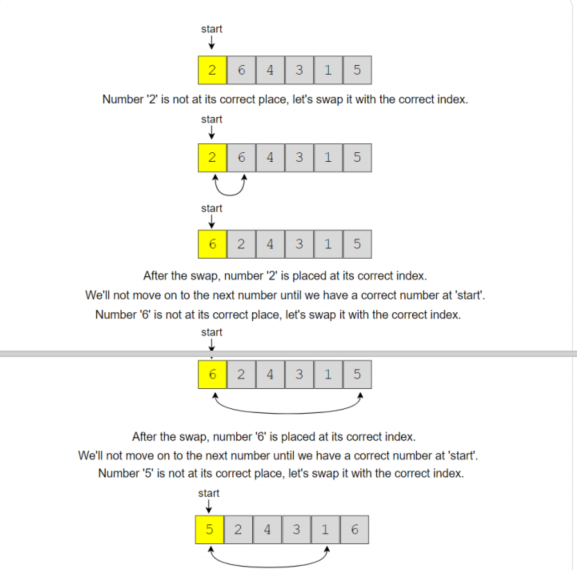 start
2 6 4 3 1 5
Number '2' is not at its correct place, let's swap it with the correct index.
start
2 6 4 3 1 5
start
6 2 4 3 1 5
After the swap, number '2' is placed at its correct index.
We'll not move on to the next number until we have a correct number at 'start'.
Number '6' is not at its correct place, let's swap it with the correct index.
start
6 2 4 3 1 5
After the swap, number '6' is placed at its correct index.
We'll not move on to the next number until we have a correct number at 'start'.
Number '5' is not at its correct place, let's swap it with the correct index.
start
5 2 4 3 1 6